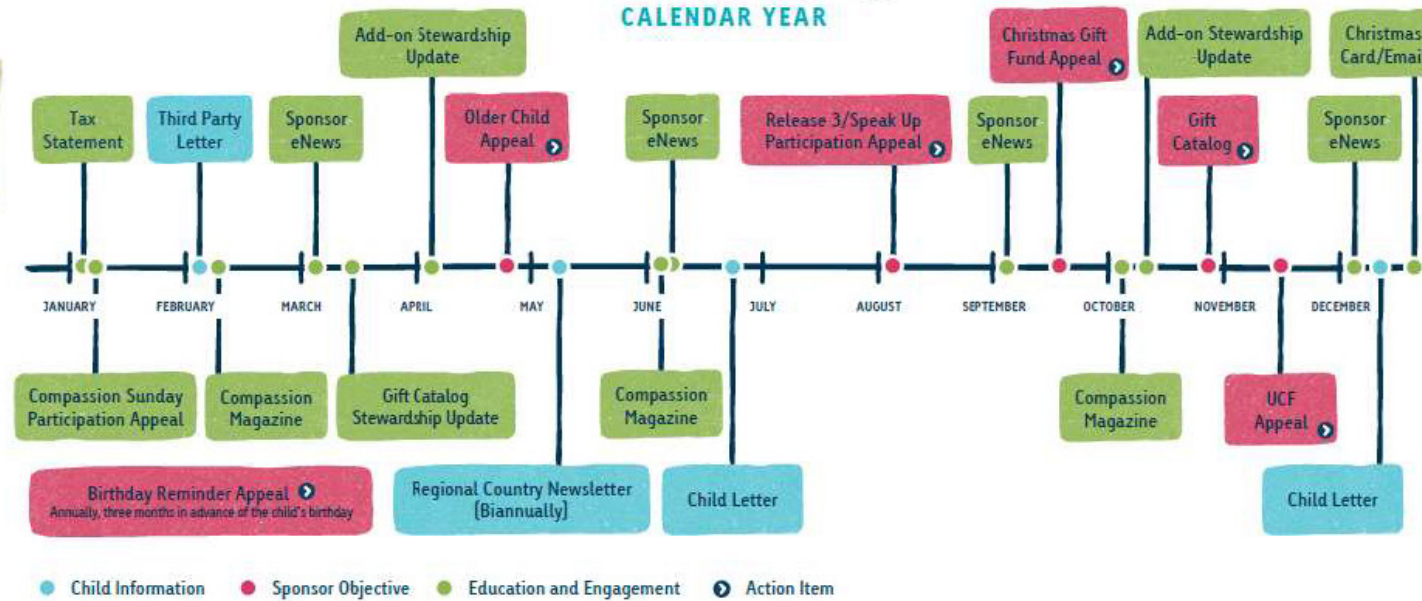 CALENDAR YEAR
Add-on Stewardship
Update
Christmas Gift
Fund Appeal
Add-on Stewardship
Update
Christmas
Card/Emai
Tax
Statement
Third Party
Letter
Sponsor
eNews
Older Child
Appeal
Sponsor
eNews
Release 3/Speak Up
Participation Appeal
Sponsor
eNews
Gift
Catalog
Sponsor
eNews
JANUARY
FEBRUARY
MARCH
APRIL
MAY
JUNE
JULY
AUGUST
SEPTEMBER
OCTOBER
NOVEMBER
DECEMBER
Compassion Sunday
Participation Appeal
Compassion
Magazine
Gift Catalog
Stewardship Update
Compassion
Magazine
Compassion
Magazine
UCF
Appeal
Birthday Reminder Appeal
Annually, three months in advance of the child's birthday
Regional Country Newsletter
[Biannually]
Child Letter
Child Letter
Child Information
Sponsor Objective
Education and Engagement
Action Item